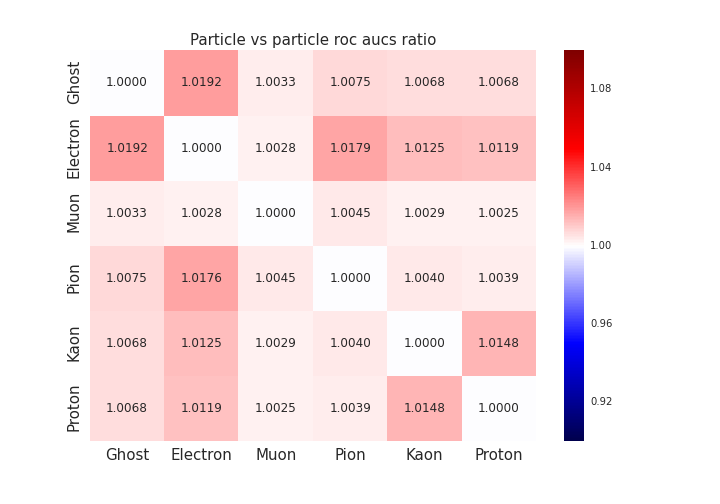 Particle vs particle roc aucs ratio
Ghost 1.0000 1.0192 1.0033 1.0075 1.0068 1.0068
Electron 1.0192 1.0000 1.0028 1.0179 1.0125 1.0119
Muon 1.0033 1.0028 1.0000 1.0045 1.0029 1.0025
Pion 1.0075 1.0176 1.0045 1.0000 1.0040 1.0039
Kaon 1.0068 1.0125 1.0029 1.0040 1.0000 1.0148
Proton 1.0068 1.0119 1.0025 1.0039 1.0148 1.0000
Ghost Electron Muon Pion Kaon Proton
1.08
1.04
1.00
0.96
0.92